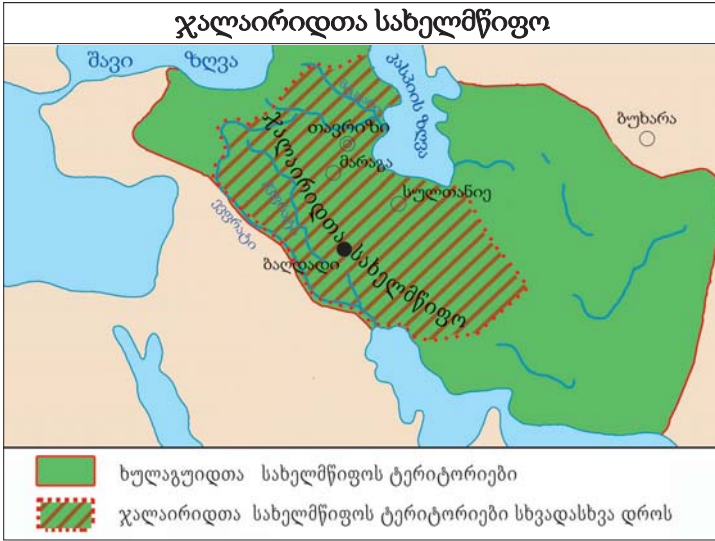 ჯალაირიდთა სახელმწიფო
შავი ზღვა
კასპიის ზღვა
ბუხარა
თავრიზი
მარაგა
სულთანიე
ჯალაირიდთა სახელმწიფო
ევფრატი
ბაღდადი
ხულაგუიდთა სახელმწიფოს ტერიტორიები
ჯალაირიდთა სახელმწიფოს ტერიტორიები სხვადასხვა დროს